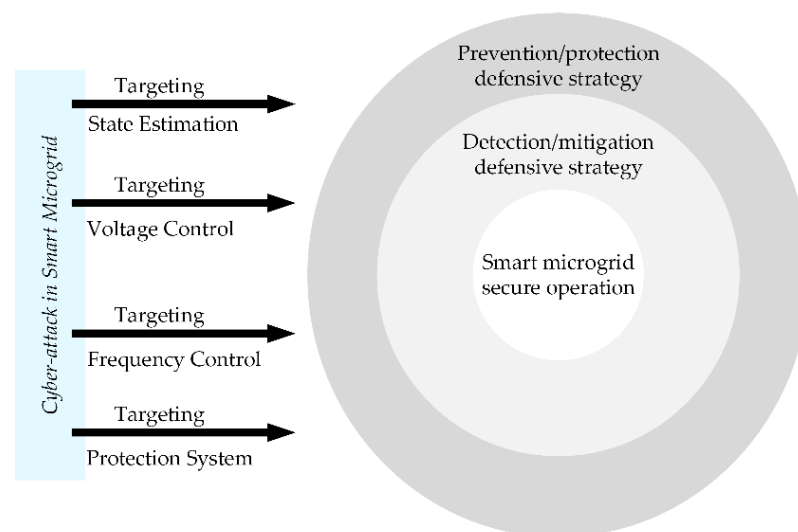 Cyber-attack in Smart Microgrid
Targeting
State Estimation
Targeting
Voltage Control
Targeting
Frequency Control
Targeting
Protection System
Prevention/protection
defensive strategy
Detection/mitigation
defensive strategy
Smart microgrid
secure operation